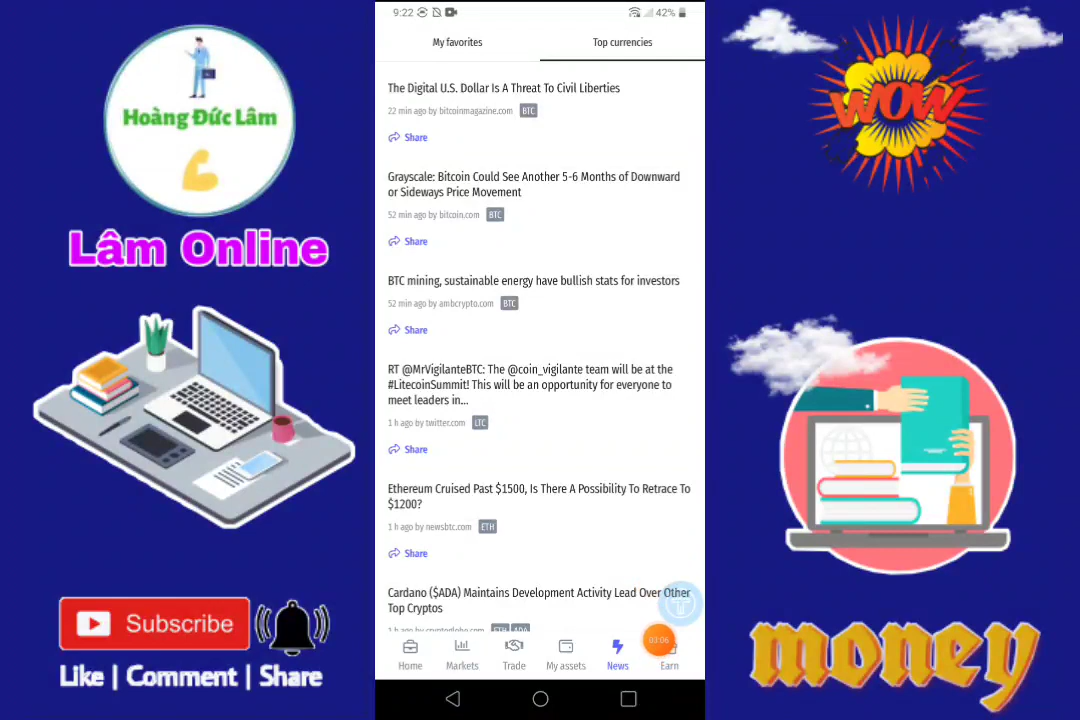 Hoàng Đức Lâm
Lâm Online
Subscribe
Like | Comment | Share
9:22
42%
My favorites
Top currencies
The Digital U.S. Dollar Is A Threat To Civil Liberties
22 min ago by bitcoinmagazine.com BTC
Share
Grayscale: Bitcoin Could See Another 5-6 Months of Downward
or Sideways Price Movement
52 min ago by bitcoin.com BTC
Share
BTC mining, sustainable energy have bullish stats for investors
52 min ago by ambcrypto.com BTC
Share
RT @MrVigilanteBTC: The @coin_vigilante team will be at the
#LitecoinSummit! This will be an opportunity for everyone to
meet leaders in...
1 h ago by twitter.com LTC
Share
Ethereum Cruised Past $1500, Is There A Possibility To Retrace To
$1200?
1 h ago by newsbtc.com ETH
Share
Cardano ($ADA) Maintains Development Activity Lead Over Other
Top Cryptos
ETH ADA
03:06
Home
Markets
Trade
My assets
News
Earn
WOW
money